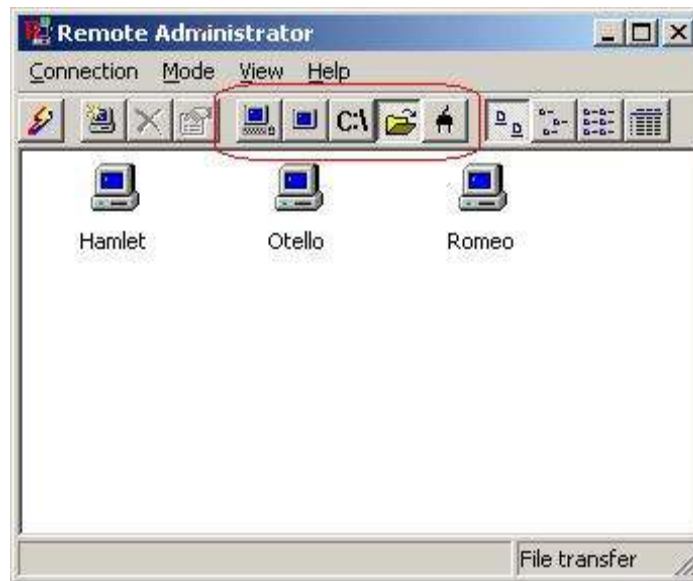 Remote Administrator
Connection Mode View Help
C:\
Hamlet Otello Romeo
File transfer